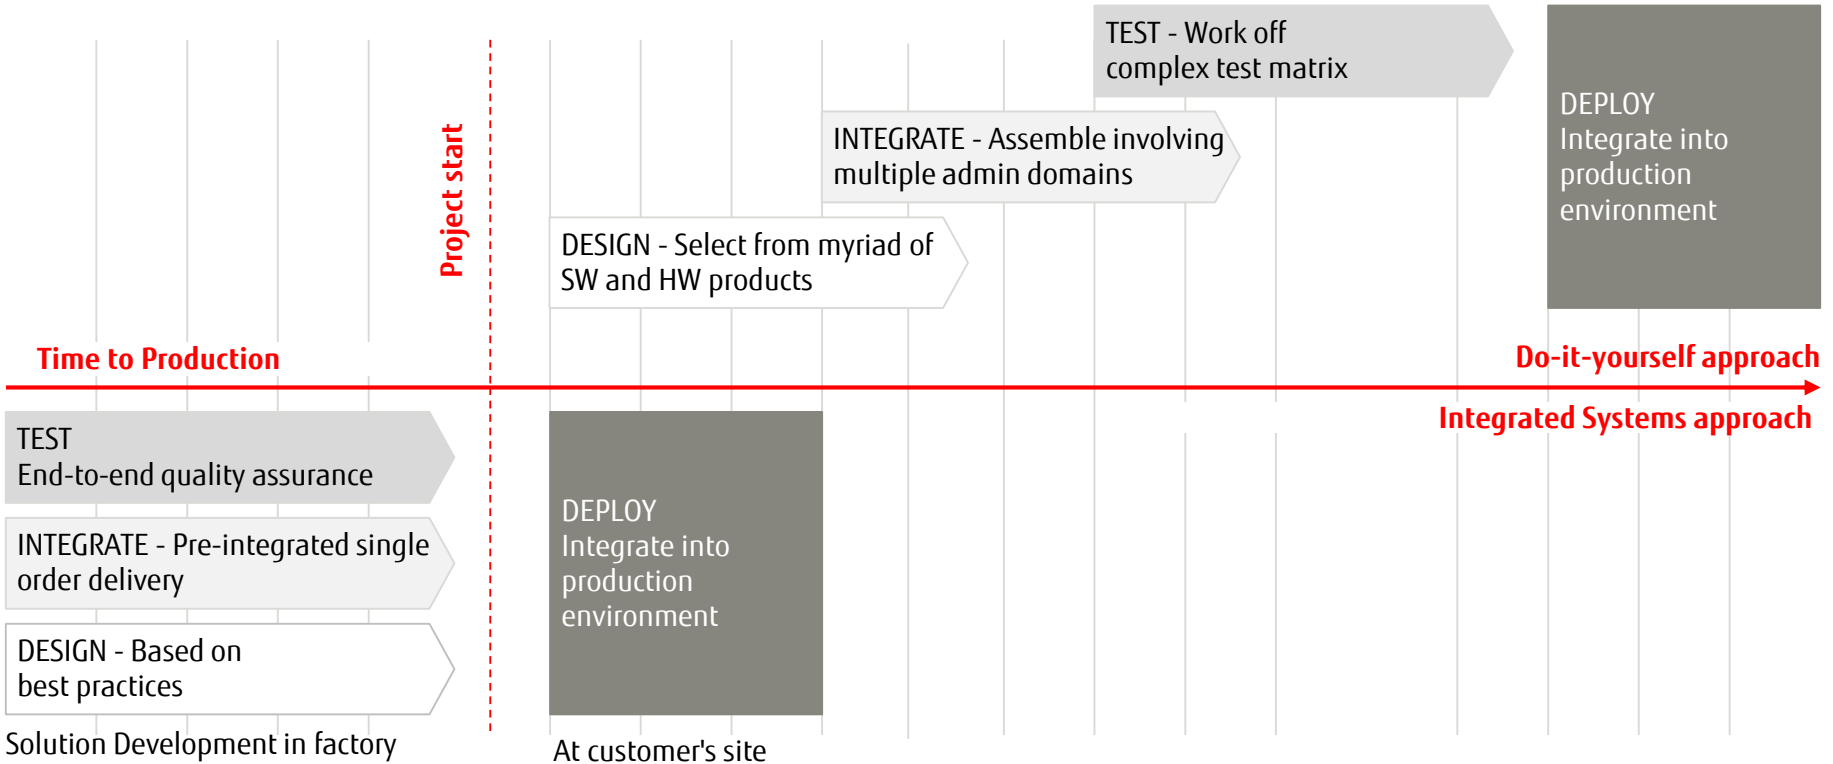 TEST - Work off
complex test matrix
DEPLOY
Integrate into
production
environment
INTEGRATE - Assemble involving
multiple admin domains
Project start
DESIGN - Select from myriad of
SW and HW products
Time to Production
Do-it-yourself approach
Integrated Systems approach
TEST
End-to-end quality assurance
INTEGRATE - Pre-integrated single
order delivery
DESIGN - Based on
best practices
DEPLOY
Integrate into
production
environment
Solution Development in factory
At customer's site